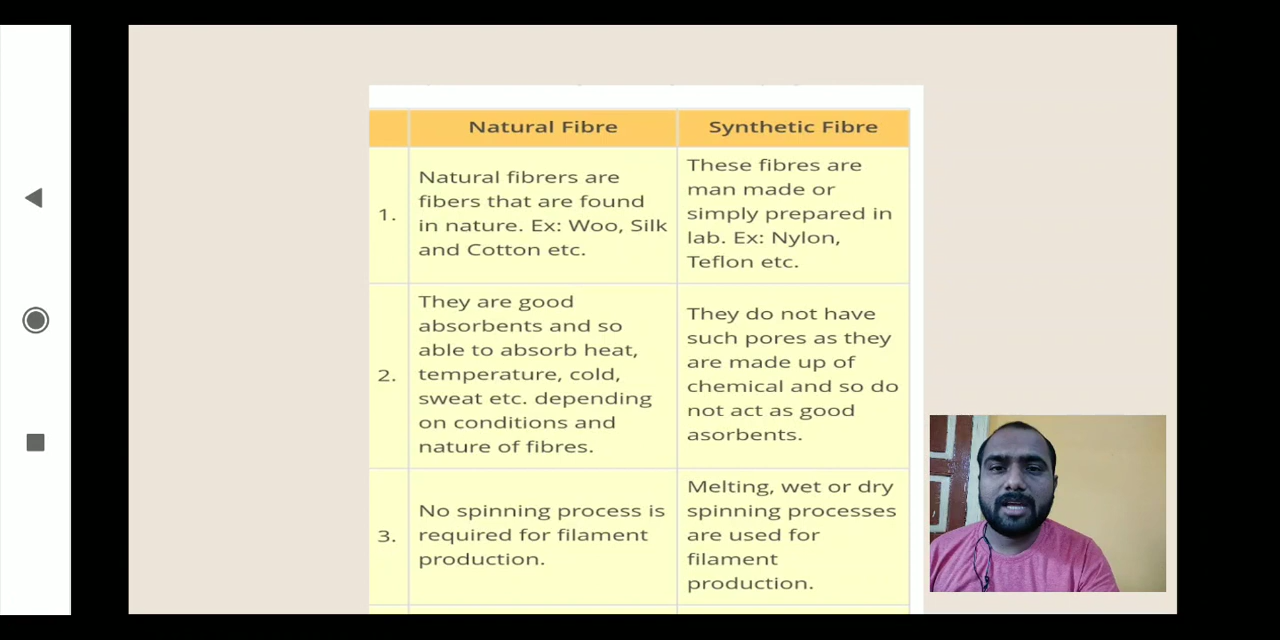 Natural Fibre
Synthetic Fibre
1.
Natural fibrers are
fibers that are found
in nature. Ex: Woo, Silk
and Cotton etc.
These fibres are
man made or
simply prepared in
lab. Ex: Nylon,
Teflon etc.
2.
They are good
absorbents and so
able to absorb heat,
temperature, cold,
sweat etc. depending
on conditions and
nature of fibres.
They do not have
such pores as they
are made up of
chemical and so do
not act as good
asorbents.
3.
No spinning process is
required for filament
production.
Melting, wet or dry
spinning processes
are used for
filament
production.